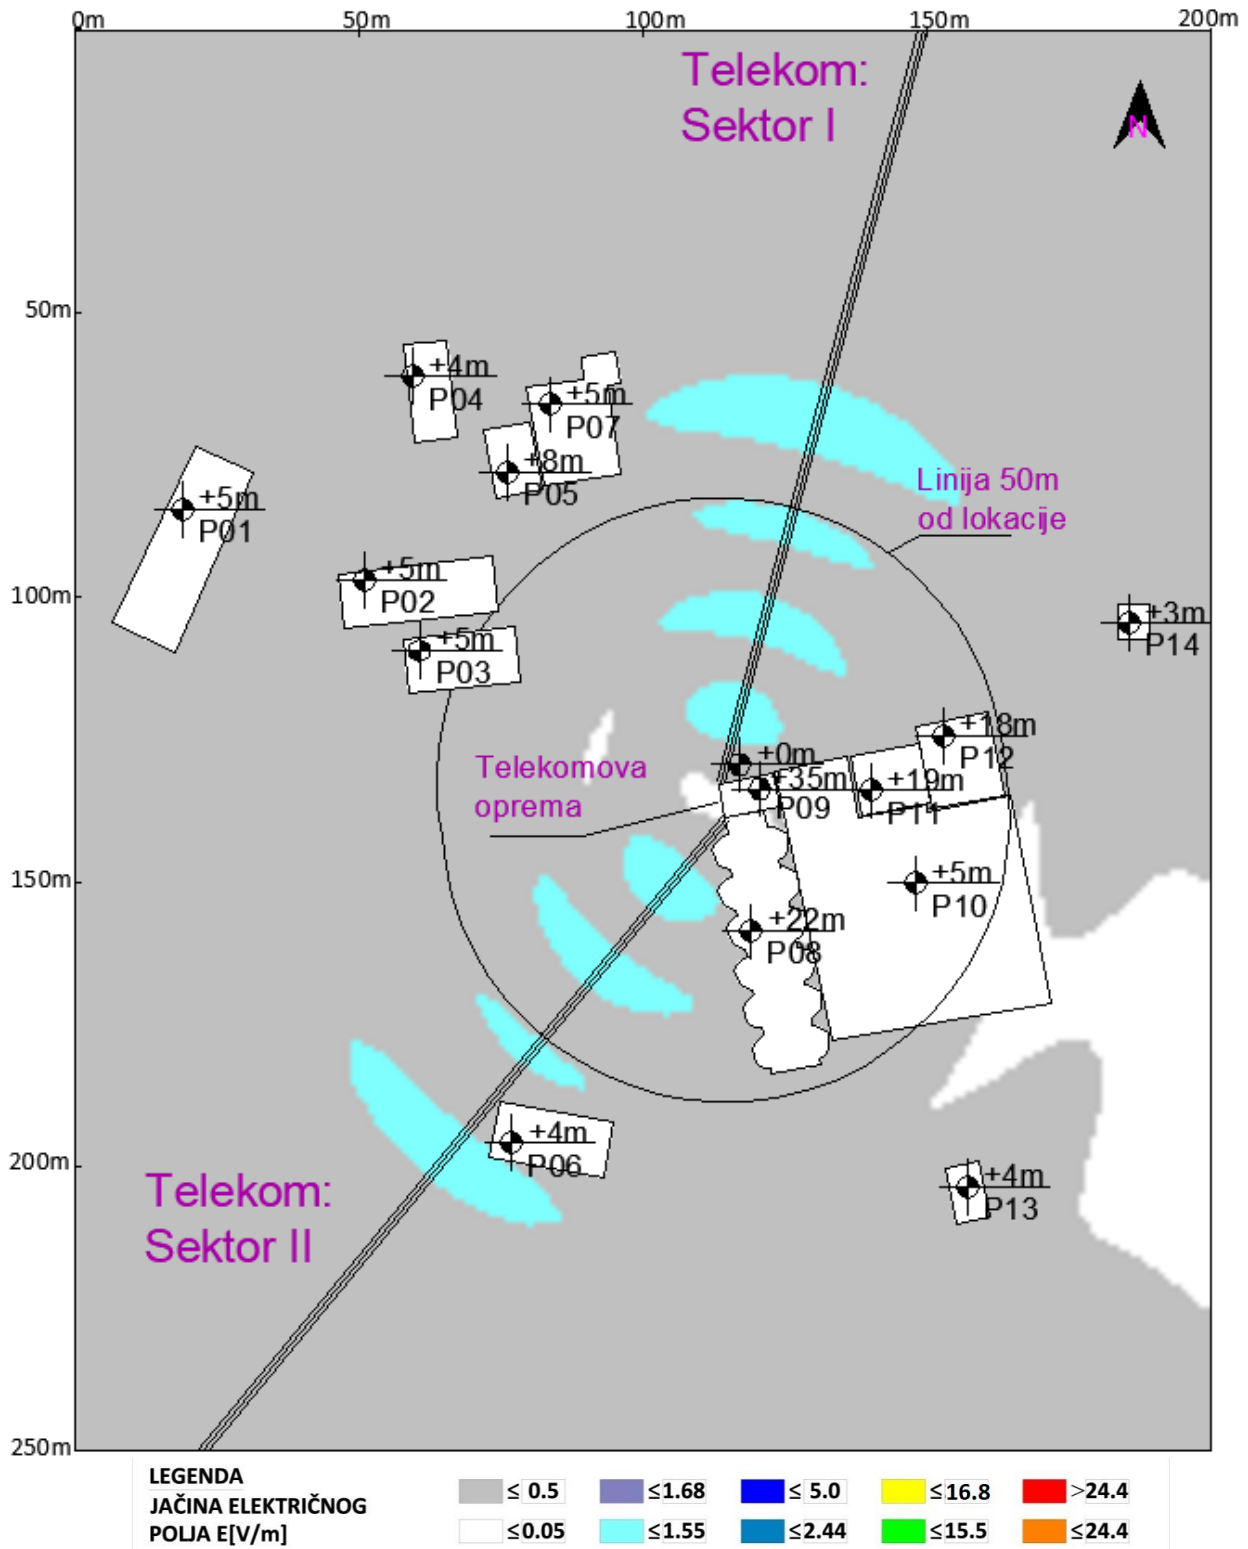 0m 50m 100m 150m 200m
Telekom:
Sektor I
N
50m
+4m
P04
+5m
P07
+8m
P05
Linija 50m
od lokacije
+5m
P01
100m
+5m
P02
+5m
P03
+3m
P14
+18m
P12
+0m
Telekomova
oprema
+35m
P09
+19m
P11
150m
+5m
P10
+22m
P08
+4m
P06
200m
+4m
P13
Telekom:
Sektor II
250m
LEGENDA
JAČINA ELEKTRIČNOG
POLJA E[V/m]
≤ 0.5 ≤1.68 ≤ 5.0 ≤16.8 >24.4
≤0.05 ≤1.55 ≤2.44 ≤15.5 ≤24.4